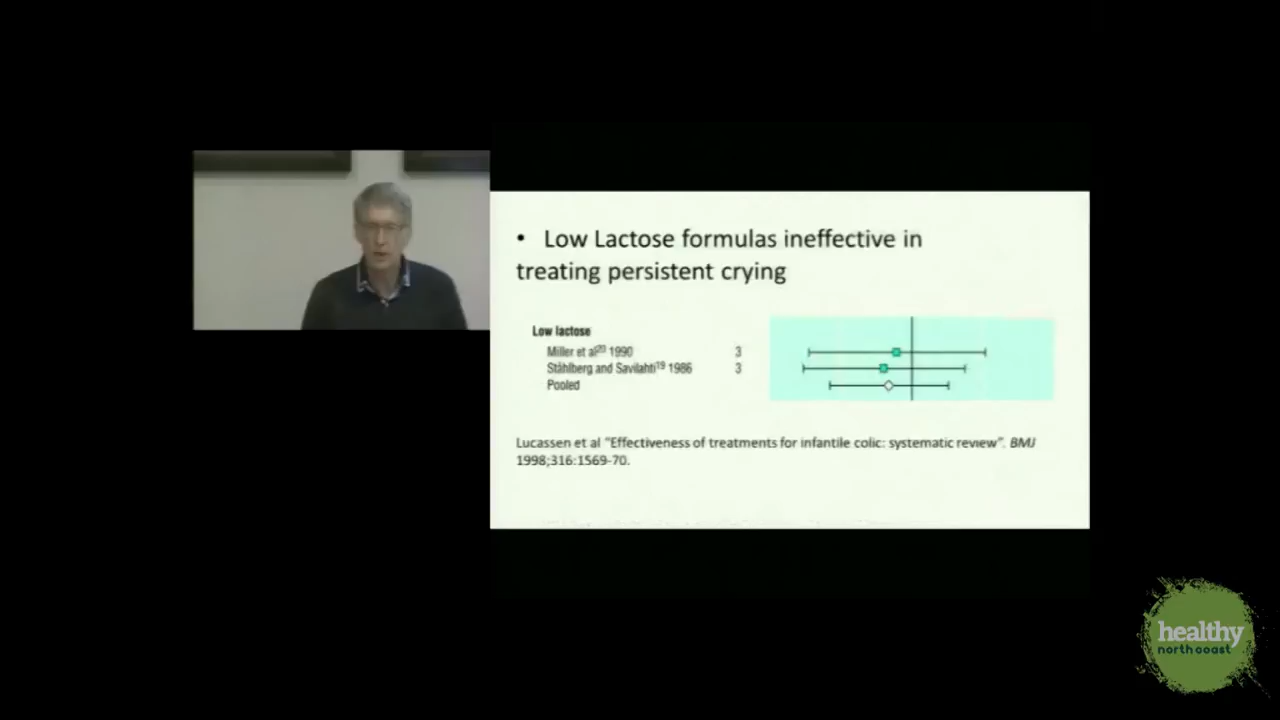 • Low Lactose formulas ineffective in
treating persistent crying
Low lactose
Miller et al20 1990 3
Ståhlberg and Savilahti19 1986 3
Pooled
Lucassen et al “Effectiveness of treatments for infantile colic: systematic review”. BMJ
1998;316:1569-70.
healthy
north coast